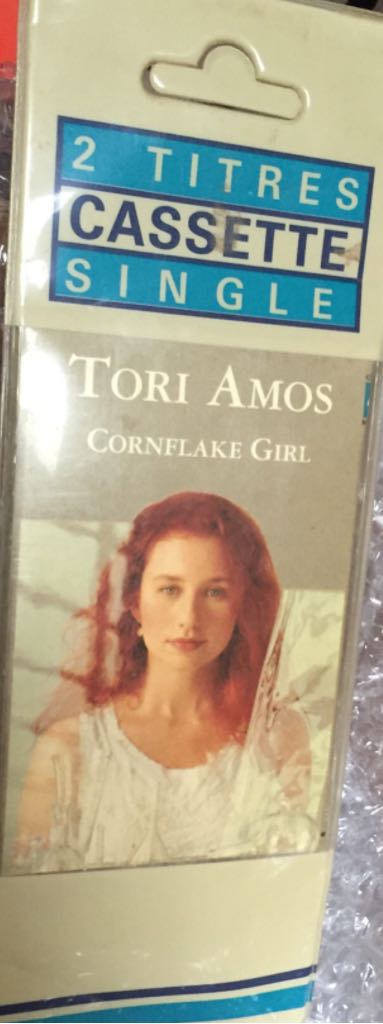 2 TITRES
CASSETTE
SINGLE
TORI AMOS
CORNFLAKE GIRL